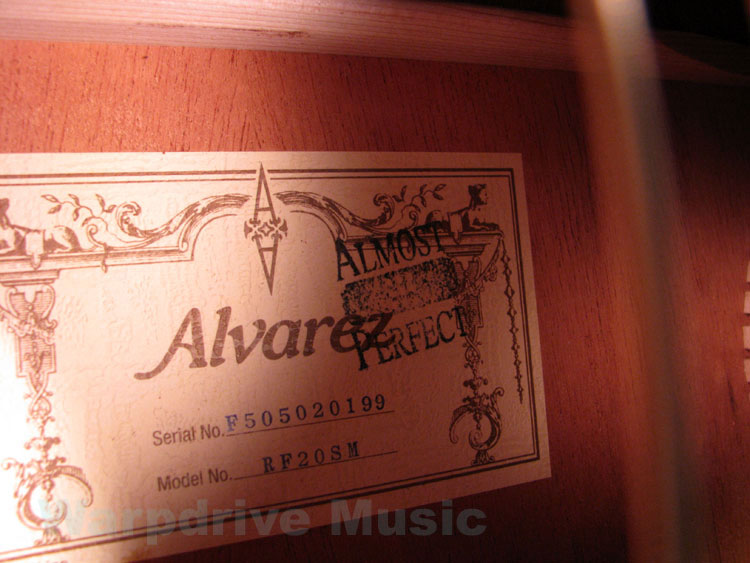 ALMOST
PERFECT
Alvarez
Serial No. F505020199
Model No. RF20SM
Warpdrive Music